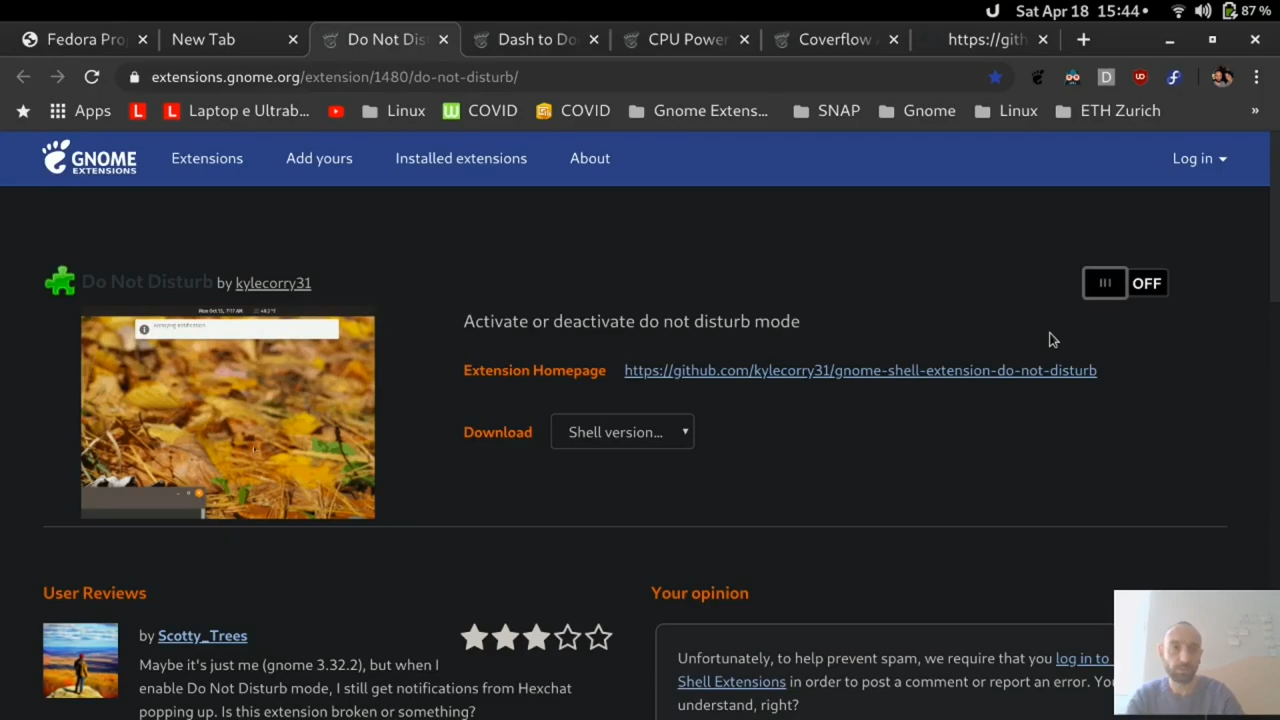 Sat Apr 18 15:44
87 %
Fedora Pro
New Tab
Do Not Dis
Dash to Do
CPU Power
Coverflow
https://gith
extensions.gnome.org/extension/1480/do-not-disturb/
Apps
Laptop e Ultrab...
Linux
COVID
COVID
Gnome Extens...
SNAP
Gnome
Linux
ETH Zurich
»
GNOME
EXTENSIONS
Extensions
Add yours
Installed extensions
About
Log in
Do Not Disturb by kylecorry31
OFF
Annoying notification
Activate or deactivate do not disturb mode
Extension Homepage https://github.com/kylecorry31/gnome-shell-extension-do-not-disturb
Download Shell version...
User Reviews
by Scotty_Trees
Maybe it's just me (gnome 3.32.2), but when I
enable Do Not Disturb mode, I still get notifications from Hexchat
popping up. Is this extension broken or something?
Your opinion
Unfortunately, to help prevent spam, we require that you log in to
Shell Extensions in order to post a comment or report an error. Yo
understand, right?